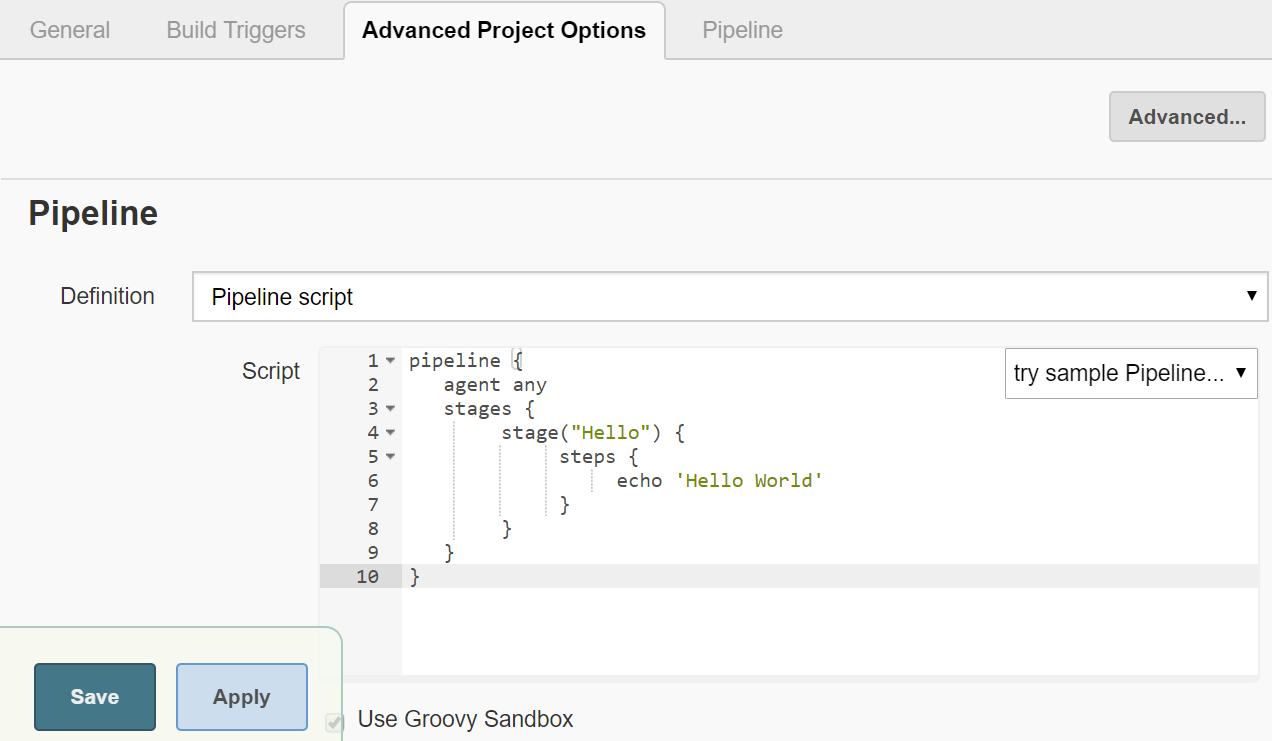 General Build Triggers Advanced Project Options Pipeline
Advanced...
Pipeline
Definition Pipeline script
Script
try sample Pipeline...
1 pipeline {
2 agent any
3 stages {
4 stage("Hello") {
5 steps {
6 echo 'Hello World'
7 }
8 }
9 }
10 }
Save Apply
Use Groovy Sandbox